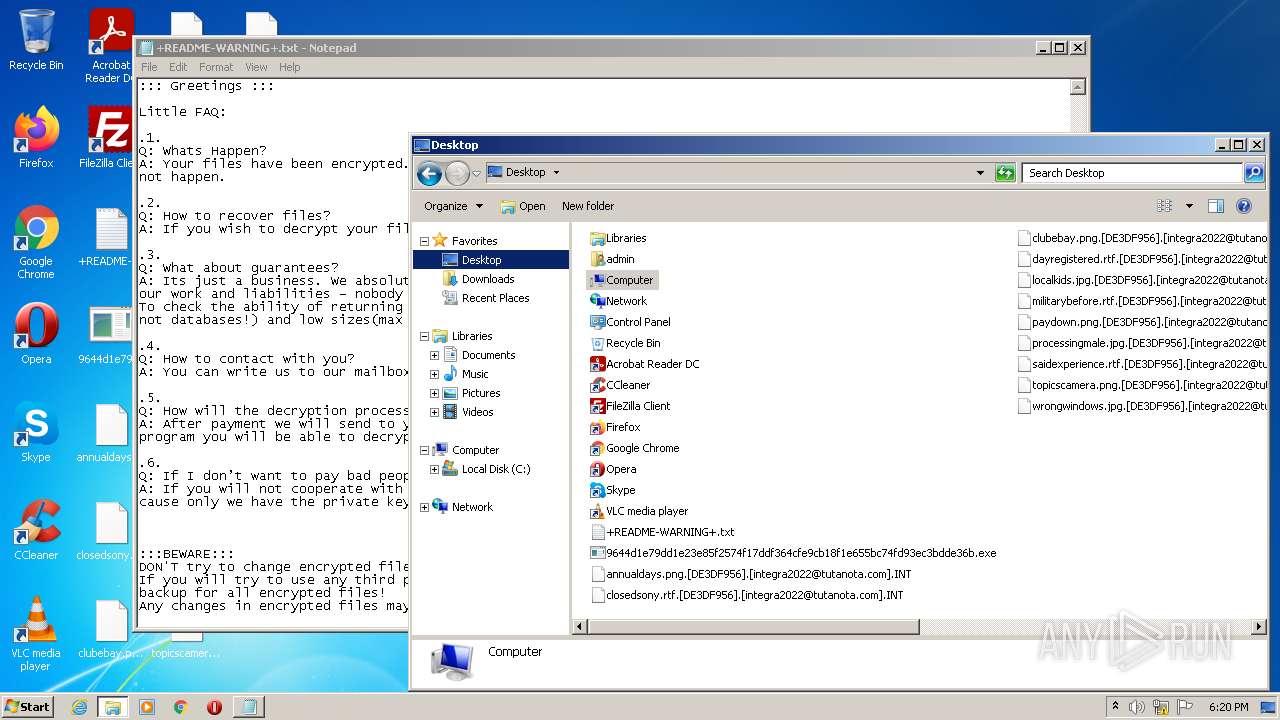 Recycle Bin
Acrobat
Reader DC
Firefox
FileZilla Clie
Google
Chrome
+README-
Opera
9644d1e79
Skype
annualdays
CCleaner
closedsony.
VLC media
player
clubebay.p...
topicscamer...
+README-WARNING+.txt - Notepad
File Edit Format View Help
::: Greetings :::
Little FAQ:
.1.
Q: Whats Happen?
A: Your files have been encrypted.
not happen.
.2.
Q: How to recover files?
A: If you wish to decrypt your fil
.3.
Q: What about guarantees?
A: Its just a business. We absolut
our work and liabilities - nobody
To check the ability of returning
not databases!) and low sizes(max
.4.
Q: How to contact with you?
A: You can write us to our mailbox
.5.
Q: How will the decryption process
A: After payment we will send to y
program you will be able to decryp
.6.
Q: If I don’t want to pay bad peop
A: If you will not cooperate with
cause only we have the private key
:::BEWARE:::
DON'T try to change encrypted file
If you will try to use any third p
backup for all encrypted files!
Any changes in encrypted files may
Desktop
Desktop
Search Desktop
Organize Open New folder
Favorites
Desktop
Downloads
Recent Places
Libraries
Documents
Music
Pictures
Videos
Computer
Local Disk (C:)
Network
Libraries
admin
Computer
Network
Control Panel
Recycle Bin
Acrobat Reader DC
CCleaner
FileZilla Client
Firefox
Google Chrome
Opera
Skype
VLC media player
+README-WARNING+.txt
annualdays.png.[DE3DF956].[integra2022@tutanota.com].INT
closedsony.rtf.[DE3DF956].[integra2022@tutanota.com].INT
clubebay.png.[DE3DF956].[integra2022@tutano
dayregistered.rtf.[DE3DF956].[integra2022@t
localkids.jpg.[DE3DF956].[integra2022@tutano
militarybefore.rtf.[DE3DF956].[integra2022@
paydown.png.[DE3DF956].[integra2022@tutanc
processingmale.jpg.[DE3DF956].[integra2022
saidexperience.rtf.[DE3DF956].[integra2022@
topicscamera.png.[DE3DF956].[integra2022@
wrongwindows.jpg.[DE3DF956].[integra2022@
Computer
ANY RUN
Start
6:20 PM